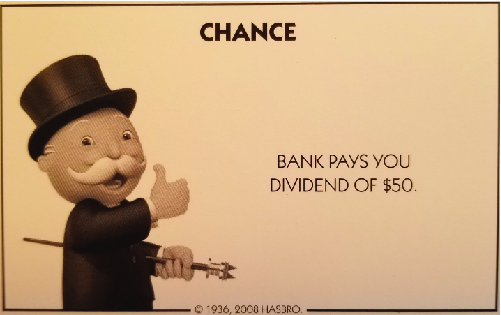 CHANCE
BANK PAYS YOU
DIVIDEND OF $50.
© 1936, 2008 HASBRO.